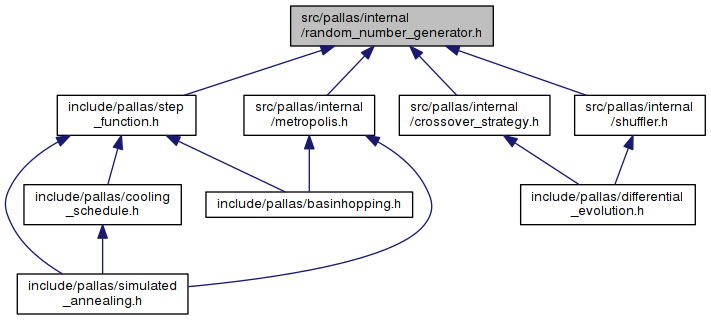 src/pallas/internal
/random_number_generator.h
include/pallas/step
_function.h
src/pallas/internal
/metropolis.h
src/pallas/internal
/crossover_strategy.h
src/pallas/internal
/shuffler.h
include/pallas/cooling
_schedule.h
include/pallas/basinhopping.h
include/pallas/differential
_evolution.h
include/pallas/simulated
_annealing.h